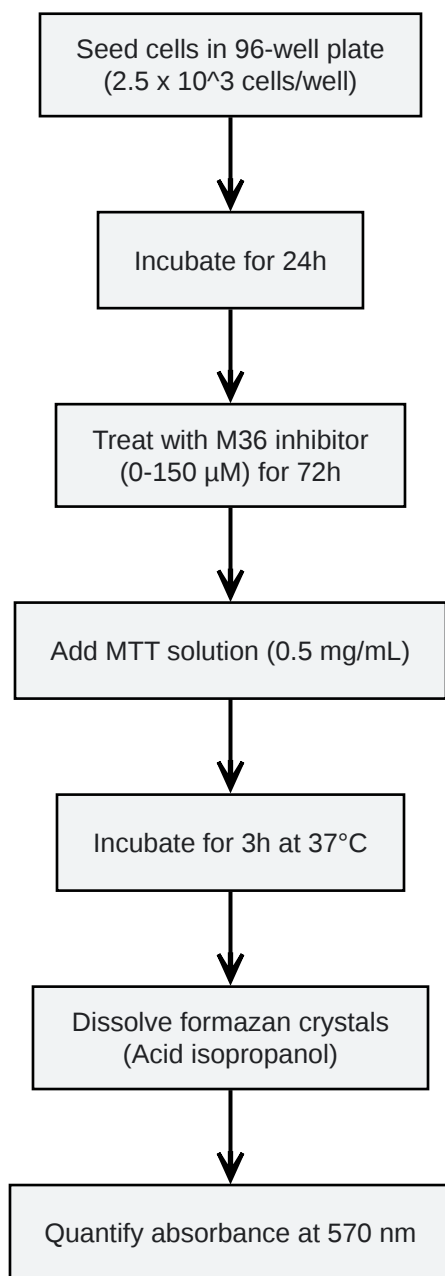 Seed cells in 96-well plate
(2.5 x 10^3 cells/well)
Incubate for 24h
Treat with M36 inhibitor
(0-150 µM) for 72h
Add MTT solution (0.5 mg/mL)
Incubate for 3h at 37°C
Dissolve formazan crystals
(Acid isopropanol)
Quantify absorbance at 570 nm